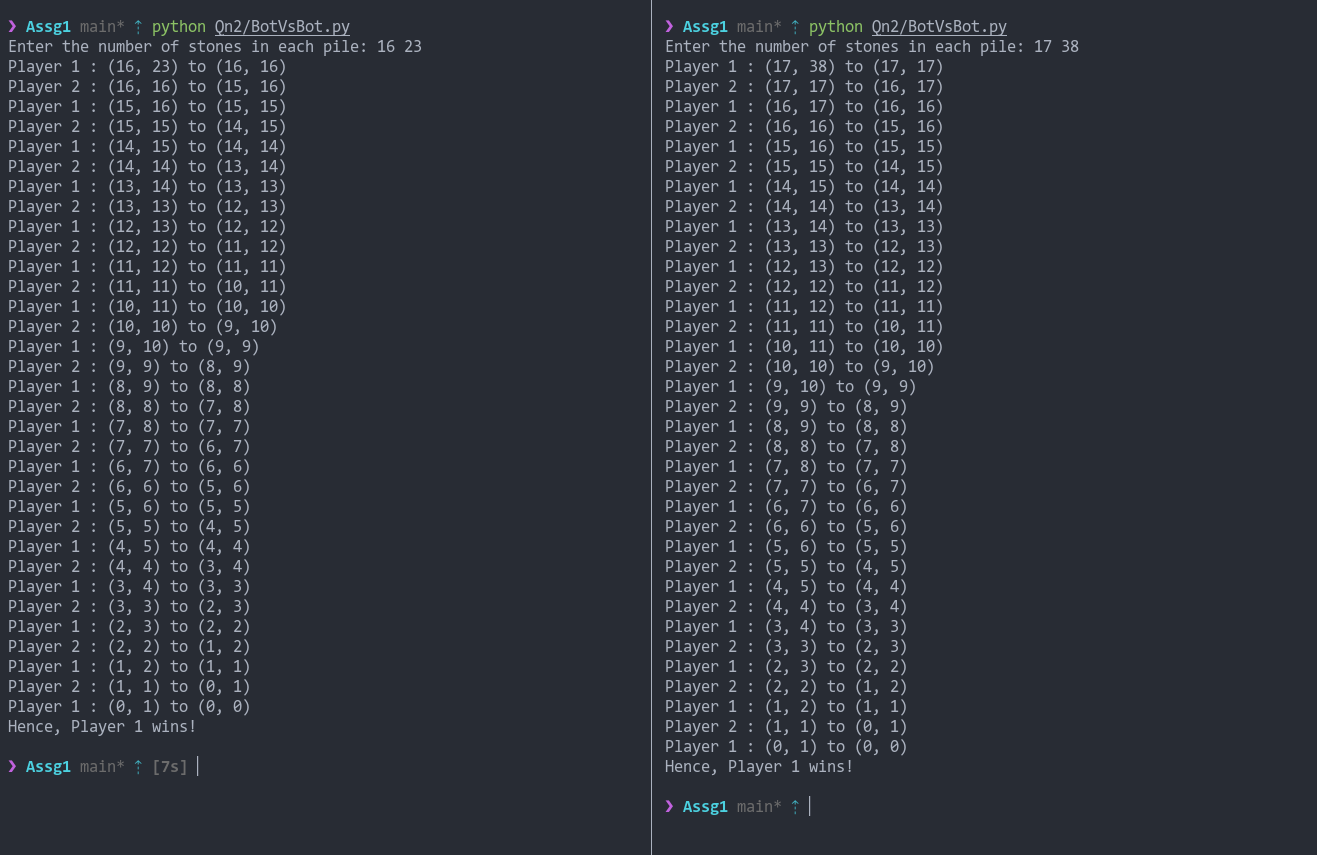 ❯ Assg1 main* ⇡ python Qn2/BotVsBot.py
Enter the number of stones in each pile: 16 23
Player 1 : (16, 23) to (16, 16)
Player 2 : (16, 16) to (15, 16)
Player 1 : (15, 16) to (15, 15)
Player 2 : (15, 15) to (14, 15)
Player 1 : (14, 15) to (14, 14)
Player 2 : (14, 14) to (13, 14)
Player 1 : (13, 14) to (13, 13)
Player 2 : (13, 13) to (12, 13)
Player 1 : (12, 13) to (12, 12)
Player 2 : (12, 12) to (11, 12)
Player 1 : (11, 12) to (11, 11)
Player 2 : (11, 11) to (10, 11)
Player 1 : (10, 11) to (10, 10)
Player 2 : (10, 10) to (9, 10)
Player 1 : (9, 10) to (9, 9)
Player 2 : (9, 9) to (8, 9)
Player 1 : (8, 9) to (8, 8)
Player 2 : (8, 8) to (7, 8)
Player 1 : (7, 8) to (7, 7)
Player 2 : (7, 7) to (6, 7)
Player 1 : (6, 7) to (6, 6)
Player 2 : (6, 6) to (5, 6)
Player 1 : (5, 6) to (5, 5)
Player 2 : (5, 5) to (4, 5)
Player 1 : (4, 5) to (4, 4)
Player 2 : (4, 4) to (3, 4)
Player 1 : (3, 4) to (3, 3)
Player 2 : (3, 3) to (2, 3)
Player 1 : (2, 3) to (2, 2)
Player 2 : (2, 2) to (1, 2)
Player 1 : (1, 2) to (1, 1)
Player 2 : (1, 1) to (0, 1)
Player 1 : (0, 1) to (0, 0)
Hence, Player 1 wins!
❯ Assg1 main* ⇡ [7s]
❯ Assg1 main* ⇡ python Qn2/BotVsBot.py
Enter the number of stones in each pile: 17 38
Player 1 : (17, 38) to (17, 17)
Player 2 : (17, 17) to (16, 17)
Player 1 : (16, 17) to (16, 16)
Player 2 : (16, 16) to (15, 16)
Player 1 : (15, 16) to (15, 15)
Player 2 : (15, 15) to (14, 15)
Player 1 : (14, 15) to (14, 14)
Player 2 : (14, 14) to (13, 14)
Player 1 : (13, 14) to (13, 13)
Player 2 : (13, 13) to (12, 13)
Player 1 : (12, 13) to (12, 12)
Player 2 : (12, 12) to (11, 12)
Player 1 : (11, 12) to (11, 11)
Player 2 : (11, 11) to (10, 11)
Player 1 : (10, 11) to (10, 10)
Player 2 : (10, 10) to (9, 10)
Player 1 : (9, 10) to (9, 9)
Player 2 : (9, 9) to (8, 9)
Player 1 : (8, 9) to (8, 8)
Player 2 : (8, 8) to (7, 8)
Player 1 : (7, 8) to (7, 7)
Player 2 : (7, 7) to (6, 7)
Player 1 : (6, 7) to (6, 6)
Player 2 : (6, 6) to (5, 6)
Player 1 : (5, 6) to (5, 5)
Player 2 : (5, 5) to (4, 5)
Player 1 : (4, 5) to (4, 4)
Player 2 : (4, 4) to (3, 4)
Player 1 : (3, 4) to (3, 3)
Player 2 : (3, 3) to (2, 3)
Player 1 : (2, 3) to (2, 2)
Player 2 : (2, 2) to (1, 2)
Player 1 : (1, 2) to (1, 1)
Player 2 : (1, 1) to (0, 1)
Player 1 : (0, 1) to (0, 0)
Hence, Player 1 wins!
❯ Assg1 main* ⇡